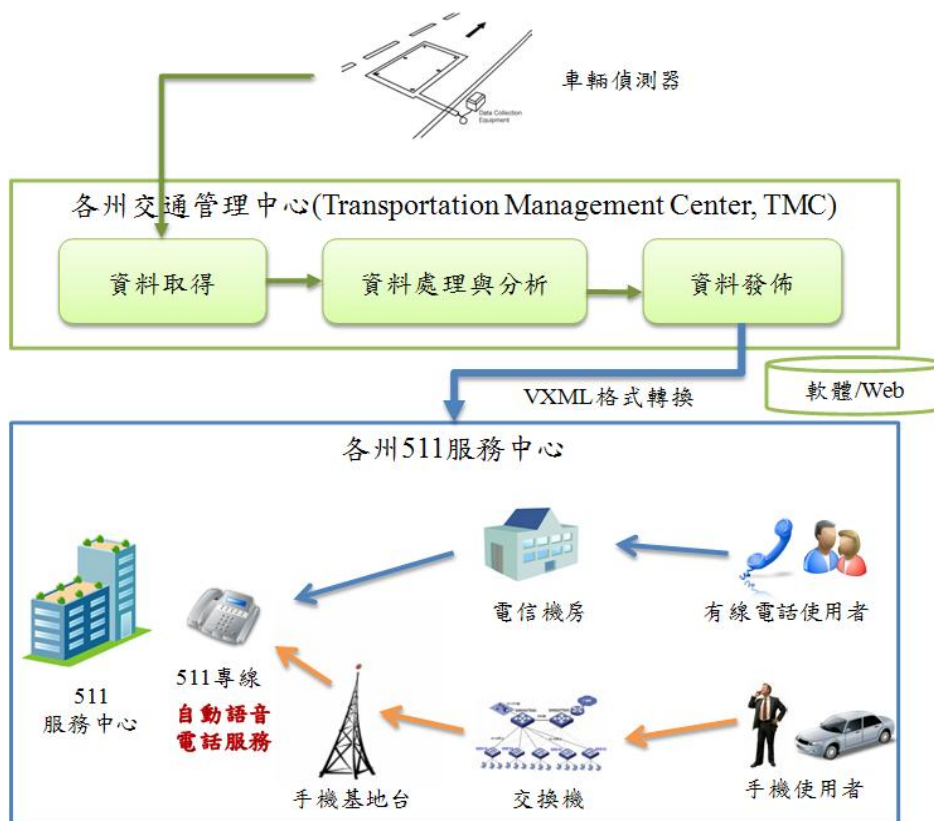 車輛偵測器
Data Collection
Equipment
各州交通管理中心(Transportation Management Center, TMC)
資料取得
資料處理與分析
資料發佈
VXML格式轉換
軟體/Web
各州511服務中心
電信機房
有線電話使用者
511
服務中心
511專線
自動語音
電話服務
手機基地台
交換機
手機使用者